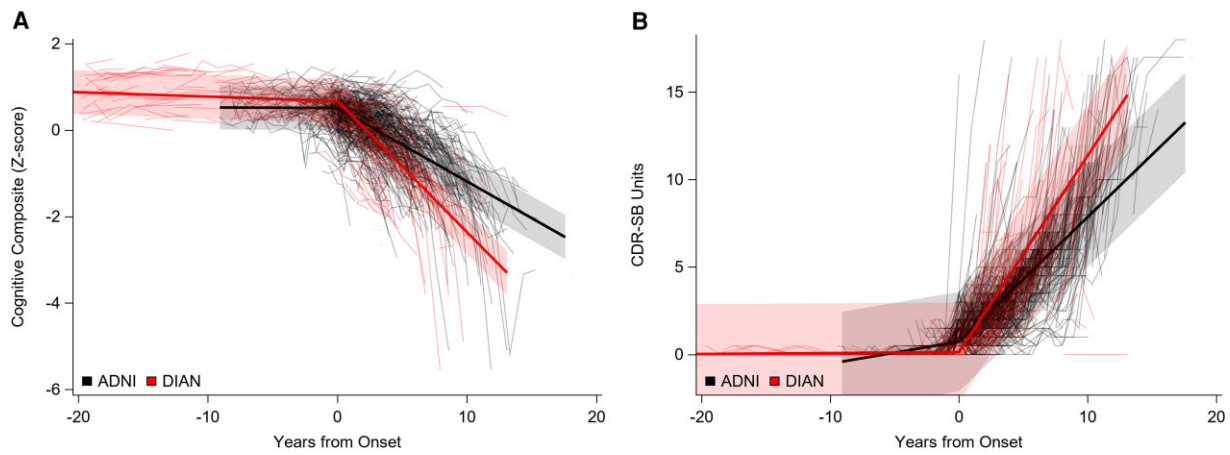 A
B
2
0
-2
-4
-6
Cognitive Composite (Z-score)
ADNI DIAN
-20 -10 0 10 20
Years from Onset
15
10
5
0
CDR-SB Units
ADNI DIAN
-20 -10 0 10 20
Years from Onset